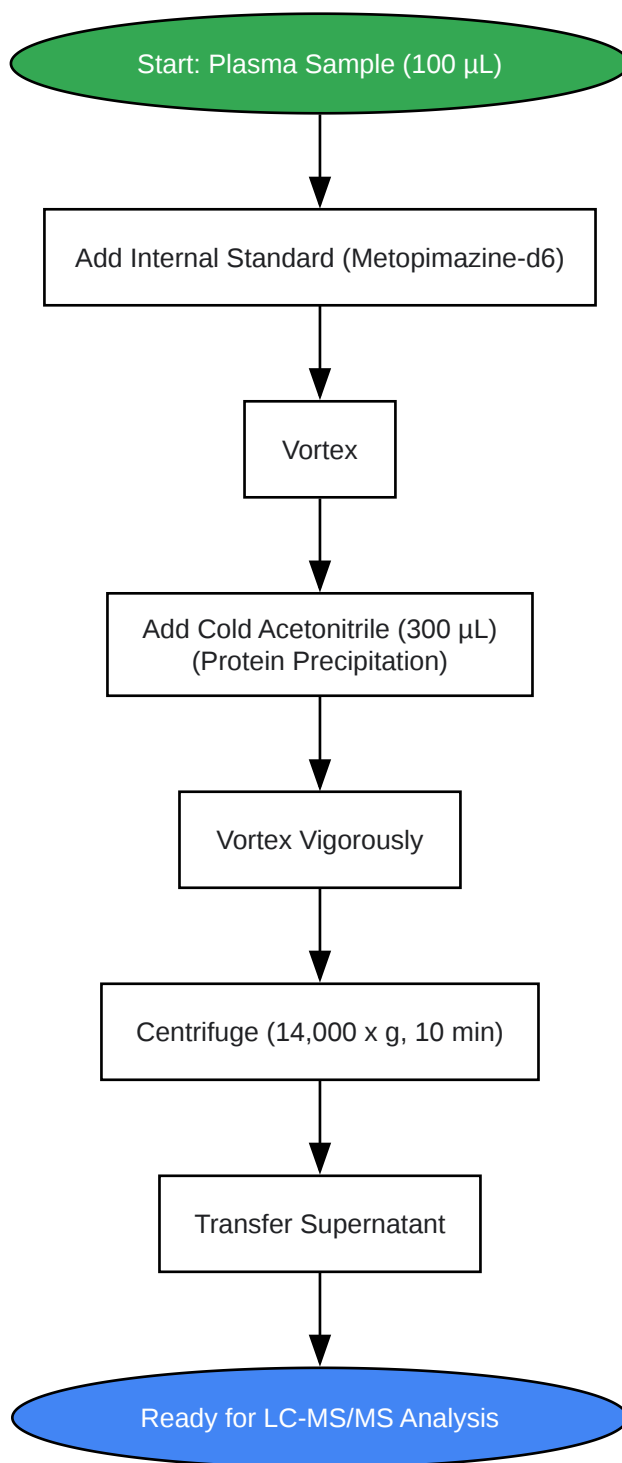 Start: Plasma Sample (100 µL)
Add Internal Standard (Metopimazine-d6)
Vortex
Add Cold Acetonitrile (300 µL)
(Protein Precipitation)
Vortex Vigorously
Centrifuge (14,000 x g, 10 min)
Transfer Supernatant
Ready for LC-MS/MS Analysis